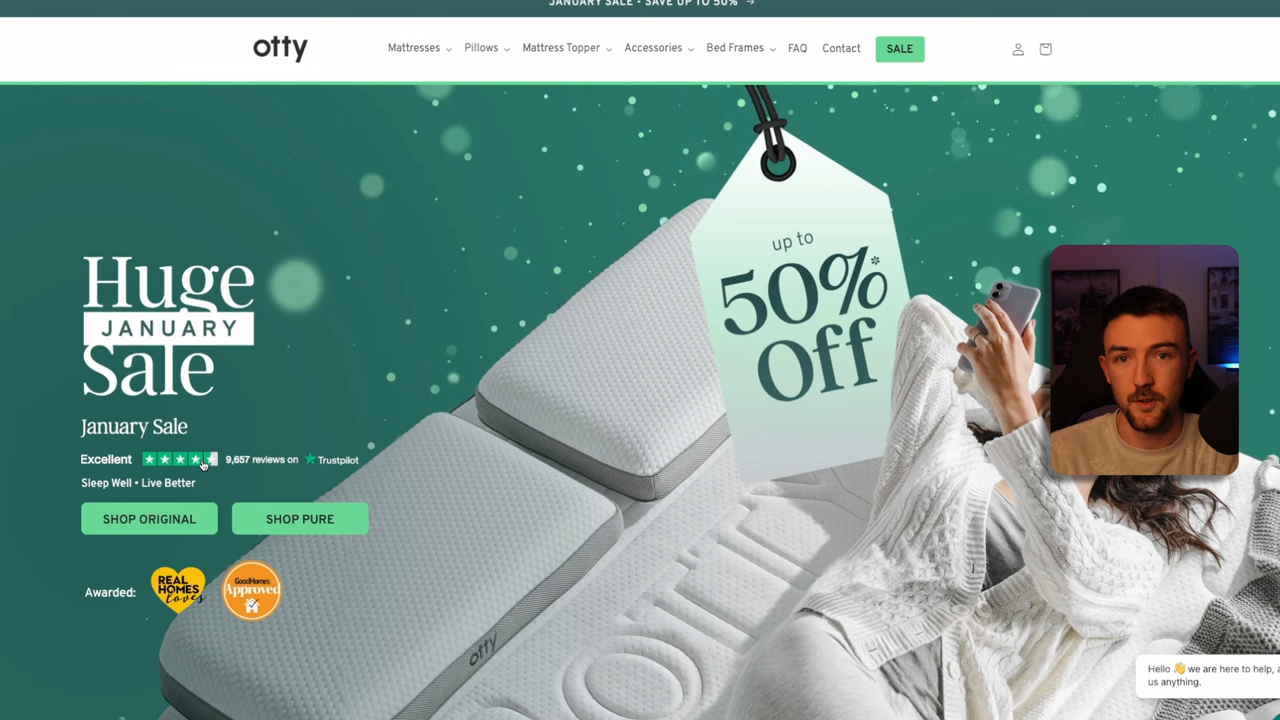 JANUARY SALE - SAVE UP TO 50% →
otty
Mattresses
Pillows
Mattress Topper
Accessories
Bed Frames
FAQ
Contact
SALE
up to
50%*
Off
Huge
JANUARY
Sale
January Sale
Excellent
9,657 reviews on
Trustpilot
Sleep Well • Live Better
SHOP ORIGINAL
SHOP PURE
Awarded:
REAL
HOMES
loves
GoodHomes
Approved
otty
Hello 👋 we are here to help, a
us anything.